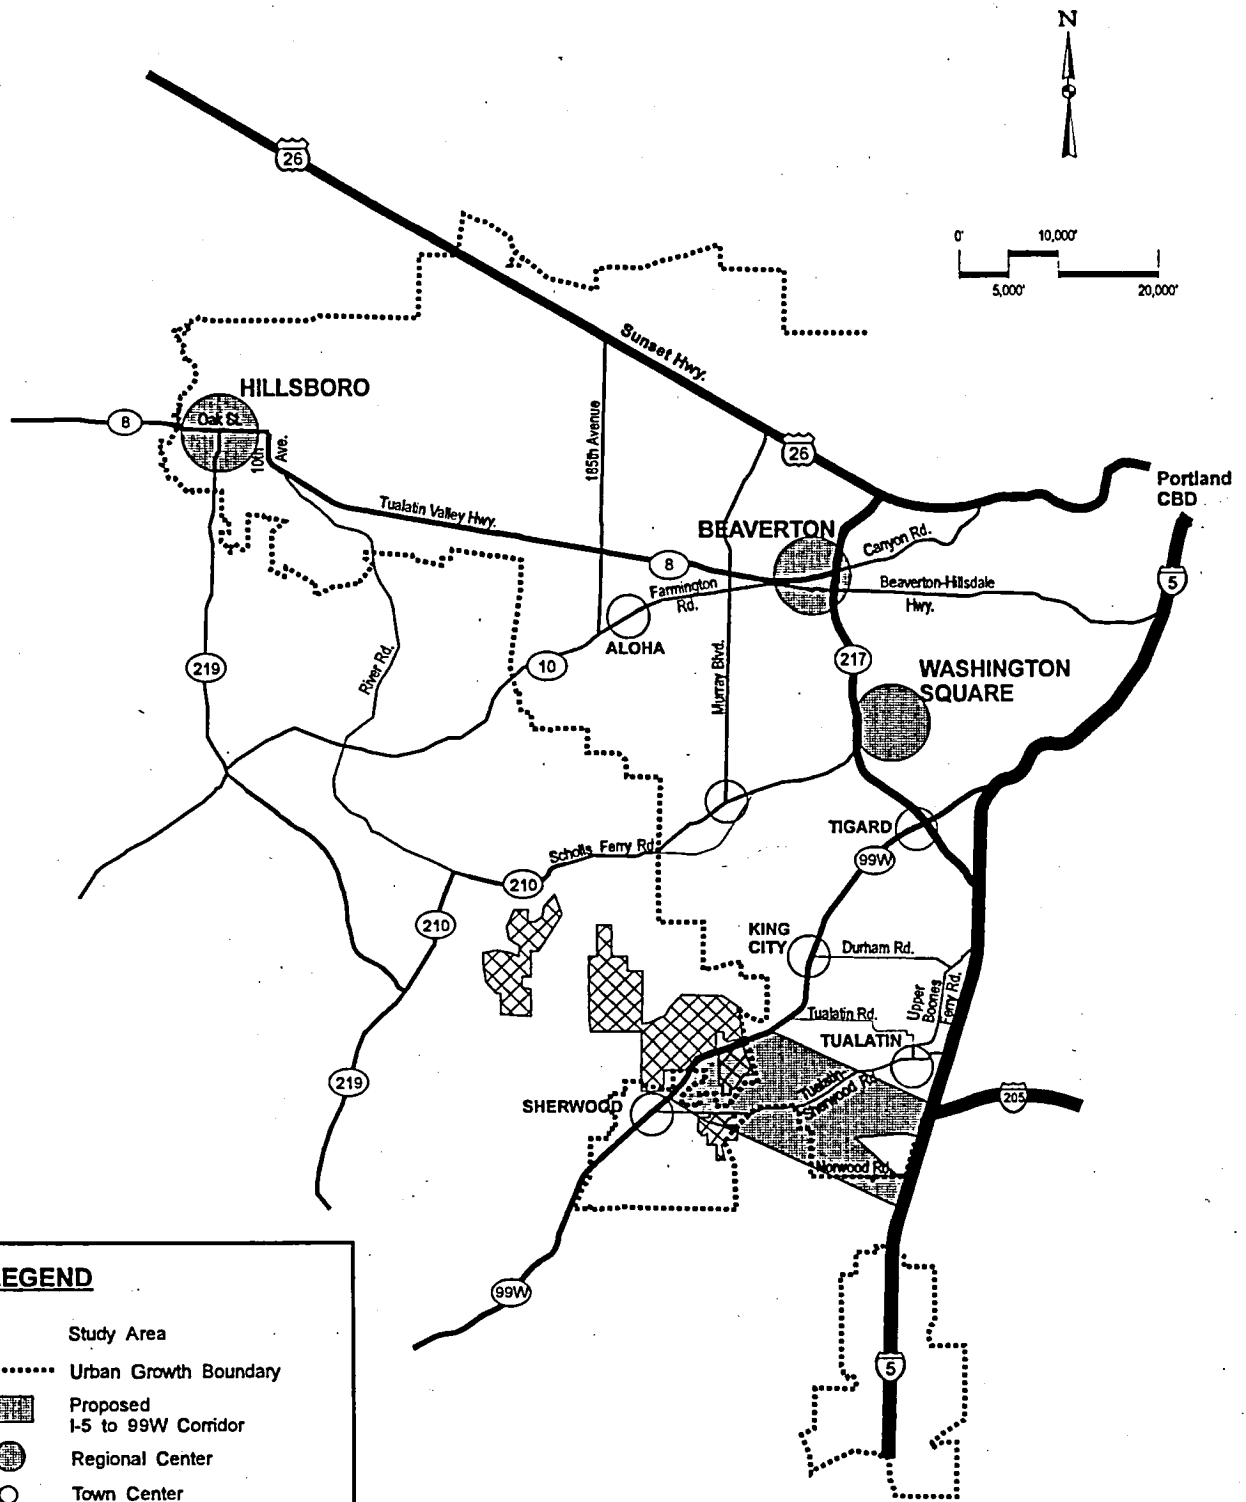 N
0'
10,000'
5,000'
20,000'
26
Sunset Hwy.
HILLSBORO
8
Oak St.
10th
Ave.
185th Avenue
26
Portland
CBD
Tualatin Valley Hwy.
BEAVERTON
Canyon Rd.
8
5
Farmington
Rd.
Beaverton-Hillsdale
Hwy.
ALOHA
219
River Rd.
10
Murray Blvd.
217
WASHINGTON
SQUARE
TIGARD
99W
Scholls Ferry Rd.
210
210
KING
CITY
Durham Rd.
Upper
Boones
Ferry Rd.
Tualatin Rd.
TUALATIN
219
Tualatin-
Sherwood Rd.
205
SHERWOOD
Norwood Rd.
99W
5
EGEND
Study Area
Urban Growth Boundary
Proposed
I-5 to 99W Corridor
Regional Center
Town Center